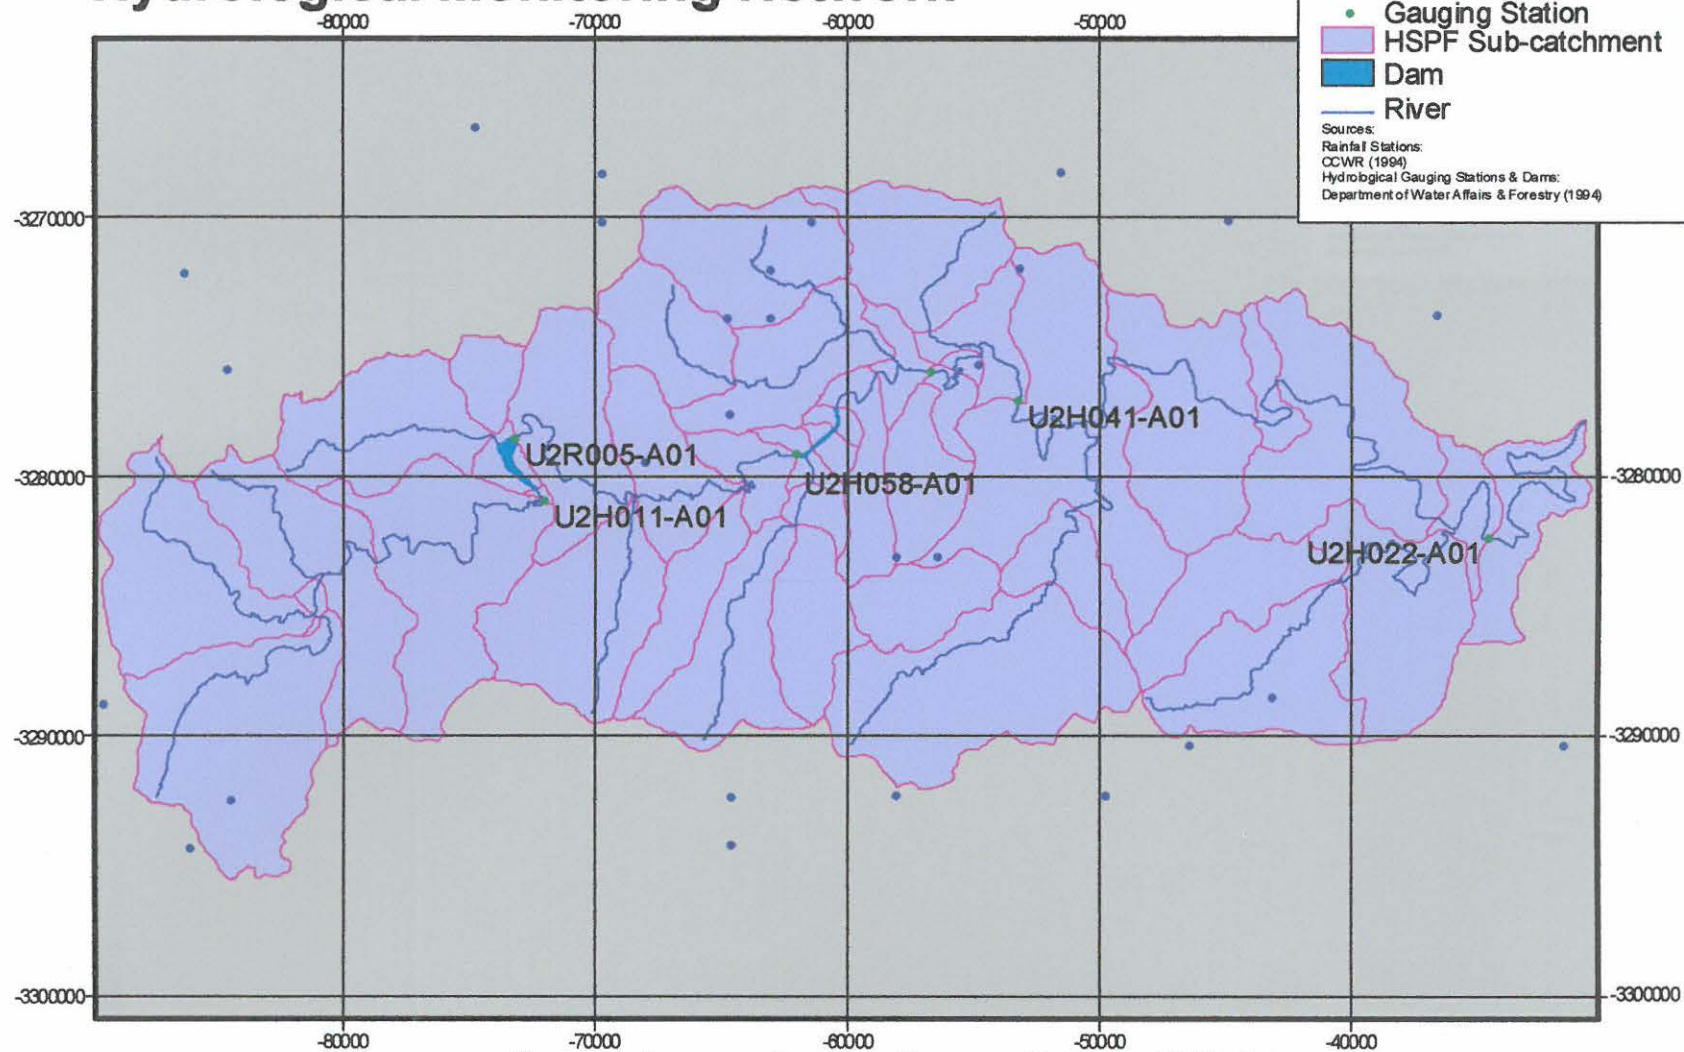 -80000
-70000
-60000
-50000
Gauging Station
HSPF Sub-catchment
Dam
River
Sources:
Rainfall Stations:
CCWR (1994)
Hydrological Gauging Stations & Dams:
Department of Water Affairs & Forestry (1994)
-3270000
U2H041-A01
U2R005-A01
-3280000
U2H058-A01
-3280000
U2H011-A01
U2H022-A01
-3290000
-3290000
-3300000
-3300000
-80000
-70000
-60000
-50000
-40000